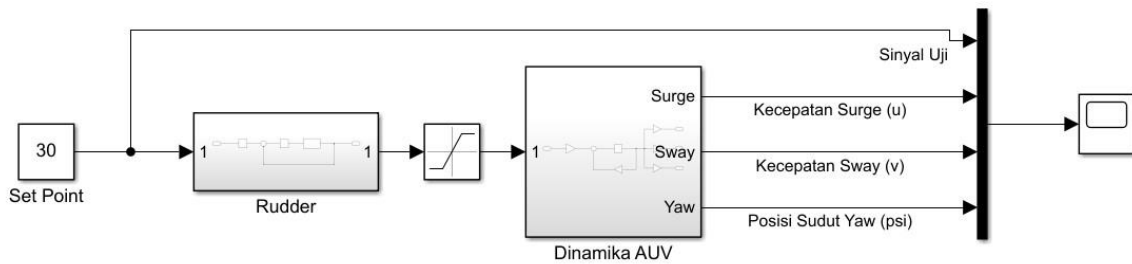 Sinyal Uji
Surge
Kecepatan Surge (u)
30
1
1
1
Sway
Kecepatan Sway (v)
Set Point
Rudder
Yaw
Posisi Sudut Yaw (psi)
Dinamika AUV